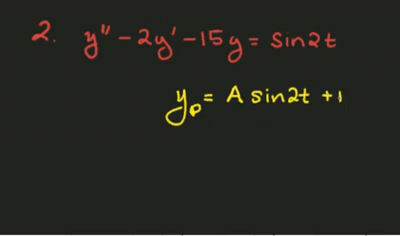 2. y'' - 2y' - 15y = sin2t
y_p = A sin2t + 1